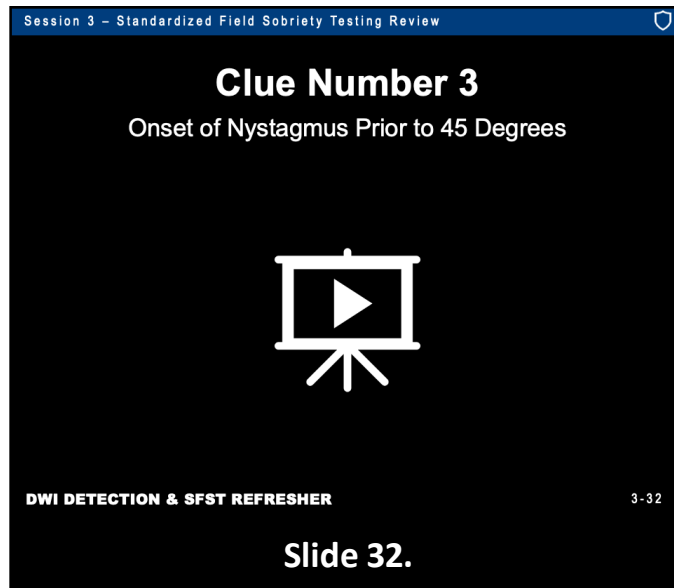 Session 3 – Standardized Field Sobriety Testing Review
Clue Number 3
Onset of Nystagmus Prior to 45 Degrees
DWI DETECTION & SFST REFRESHER
3-32
Slide 32.